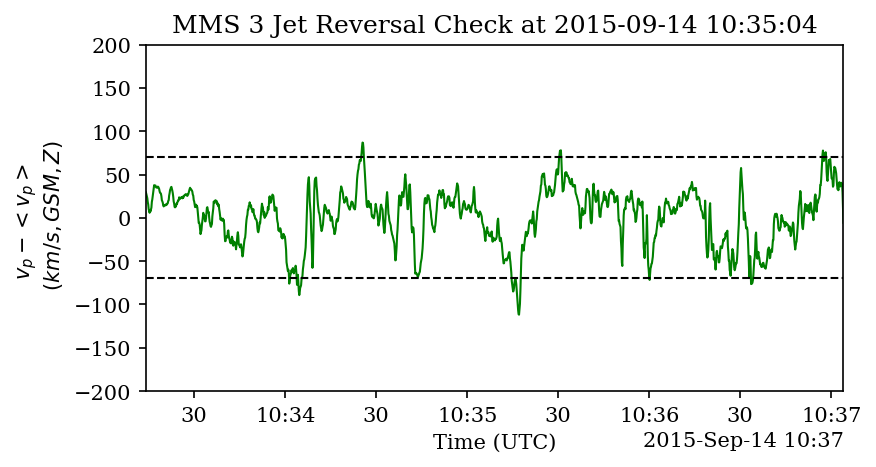 MMS 3 Jet Reversal Check at 2015-09-14 10:35:04
v_p − < v_p >
(km/s, GSM, Z)
200
150
100
50
0
−50
−100
−150
−200
30 10:34 30 10:35 30 10:36 30 10:37
Time (UTC) 2015-Sep-14 10:37